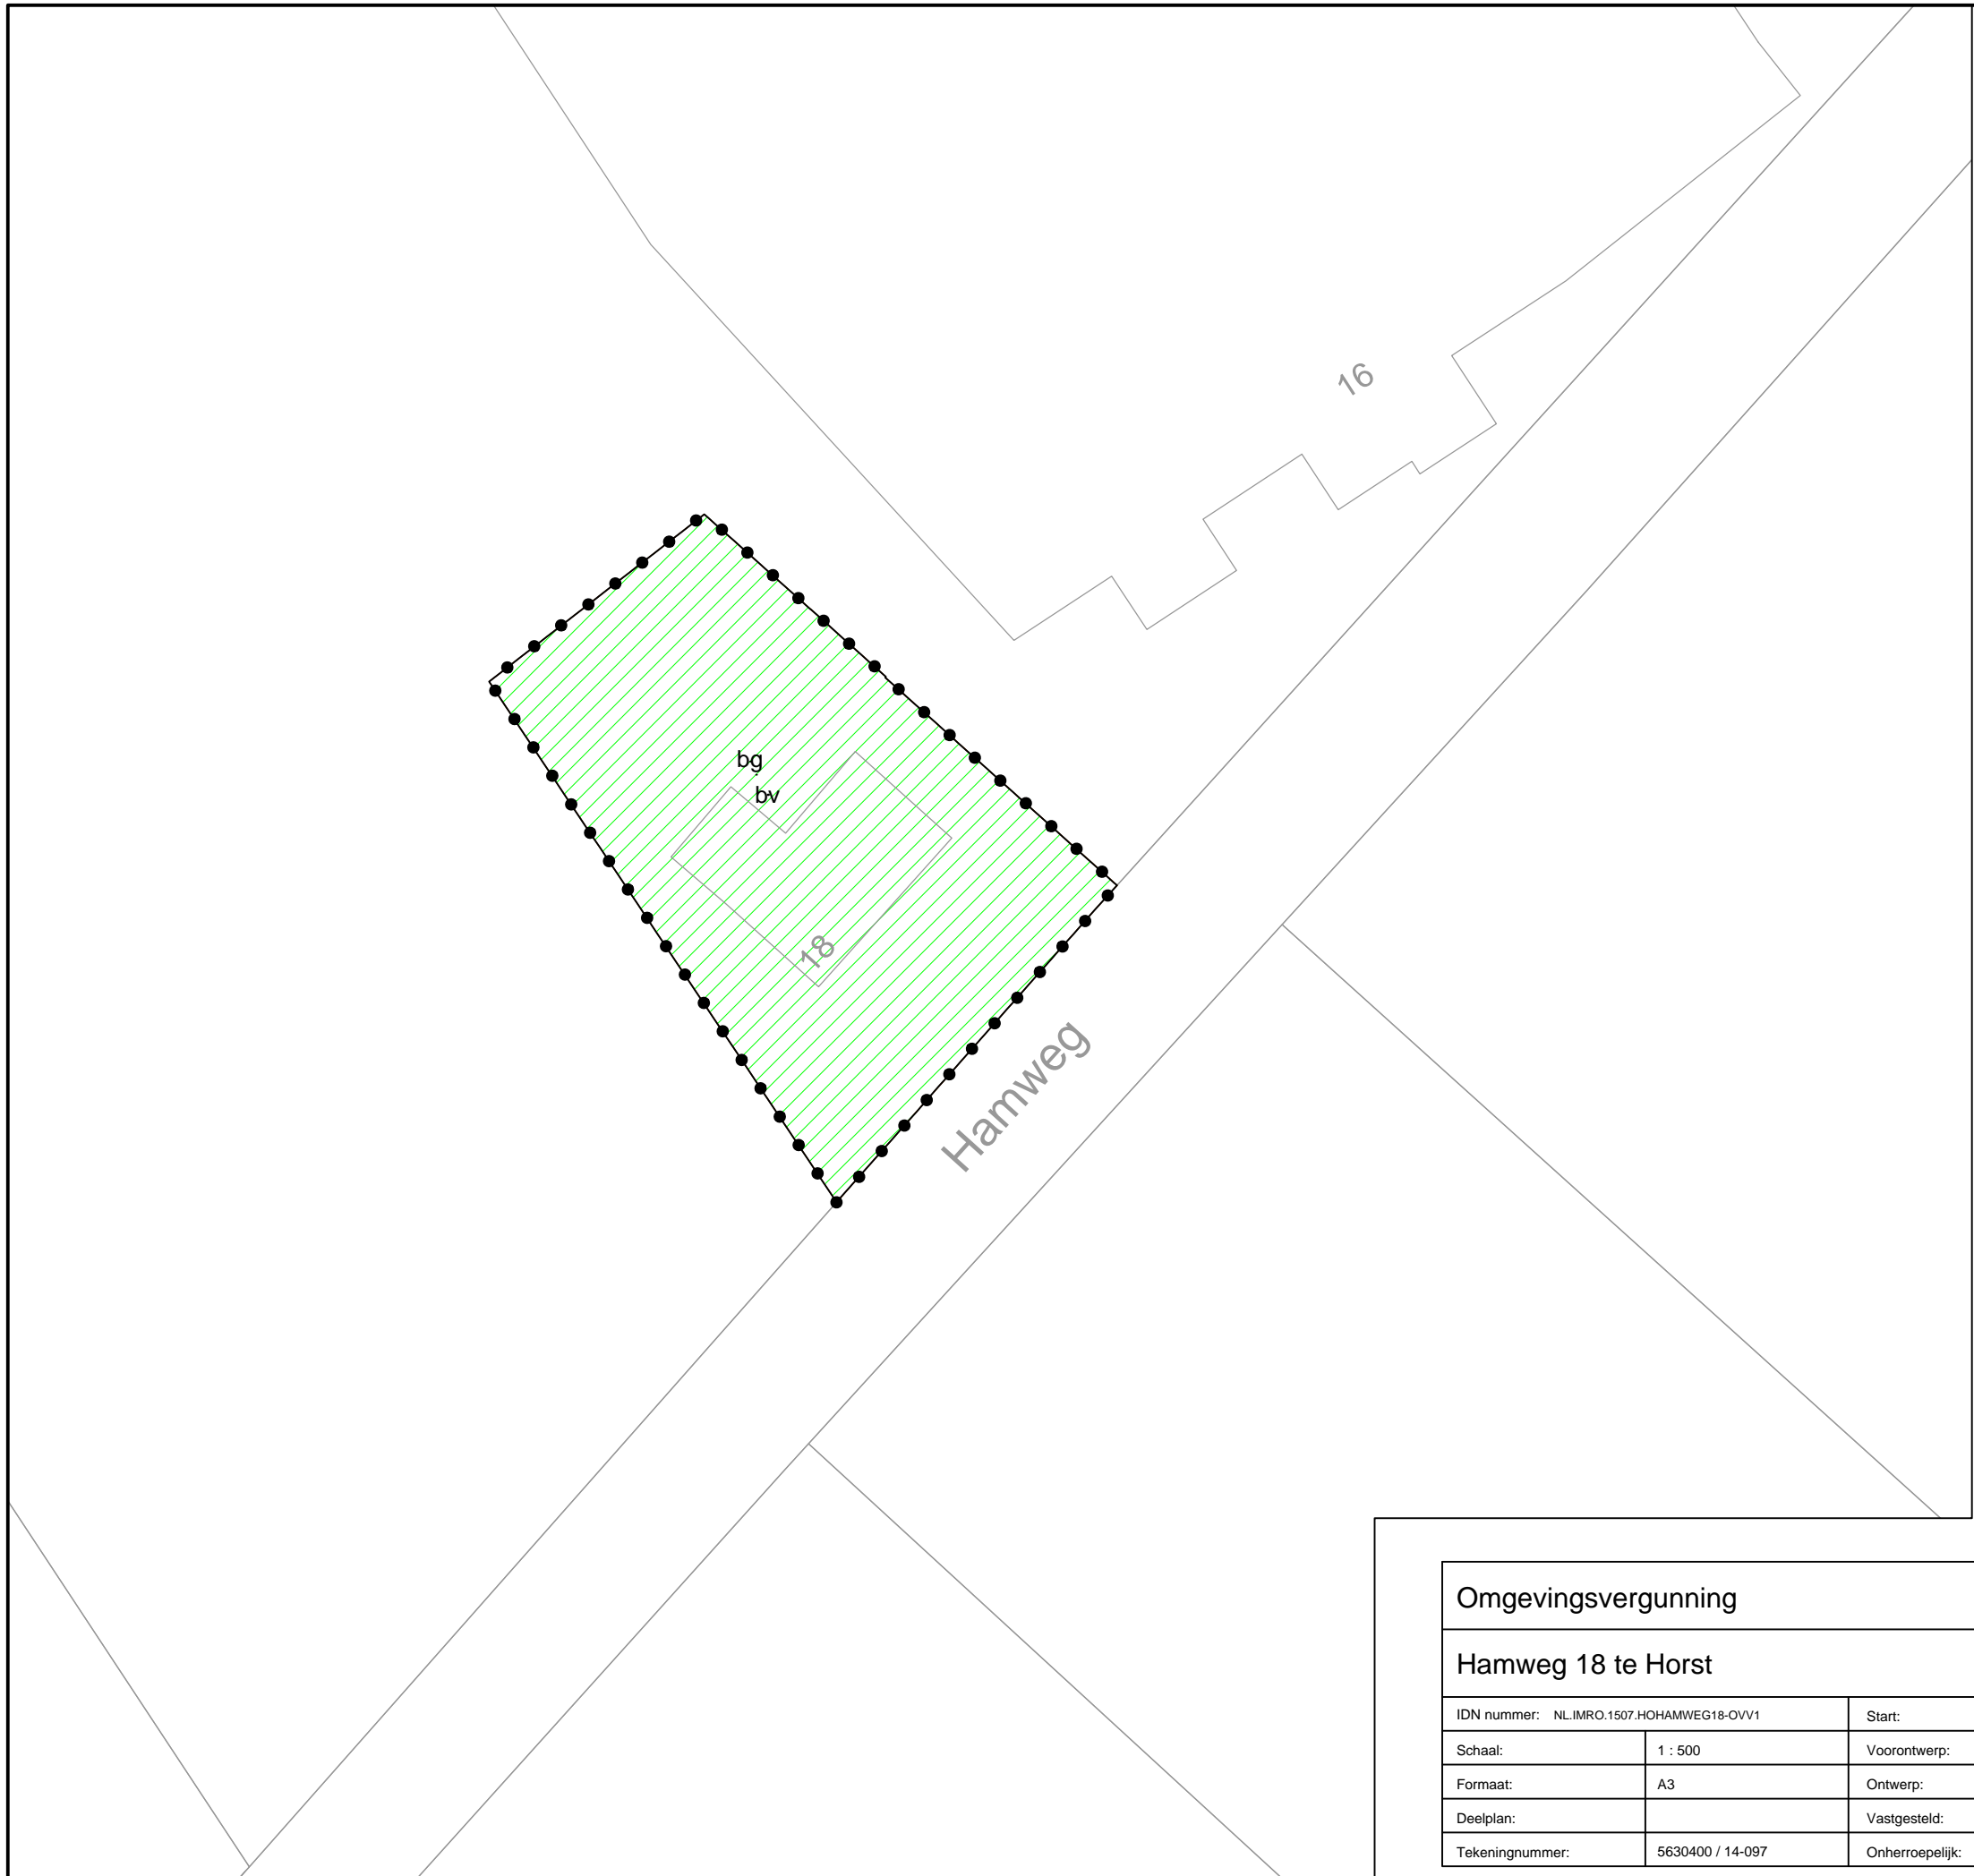 16
bg
bv
18
Hamweg
Omgevingsvergunning
Hamweg 18 te Horst
IDN nummer: NL.IMRO.1507.HOHAMWEG18-OVV1 Start:
Schaal: 1 : 500 Voorontwerp:
Formaat: A3 Ontwerp:
Deelplan: Vastgesteld:
Tekeningnummer: 5630400 / 14-097 Onherroepelijk: